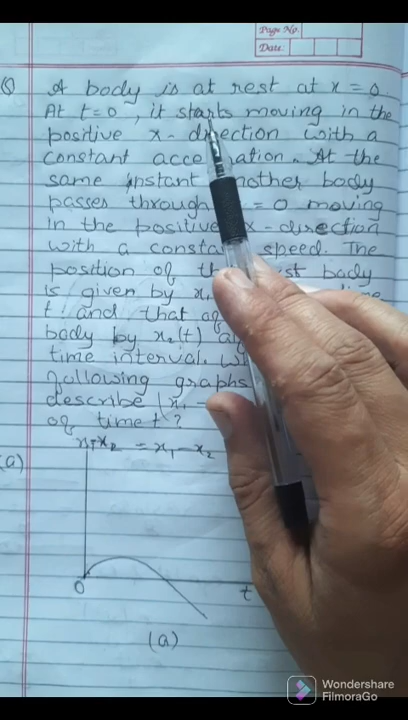 Page No.
Date:
Q A body is at rest at x = 0.
At t=0, it starts moving in the
positive x-direction with a
constant acceleration. At the
same instant another body
passes through = 0 moving
in the positive x-direction
with a constant speed. The
position of the first body
is given by x₁
t and that of
body by x₂(t)
time interval.
following graphs
describe |x₁
of time t?
(a) = x₁ - x₂
0
t
(a)
Wondershare
FilmoraGo